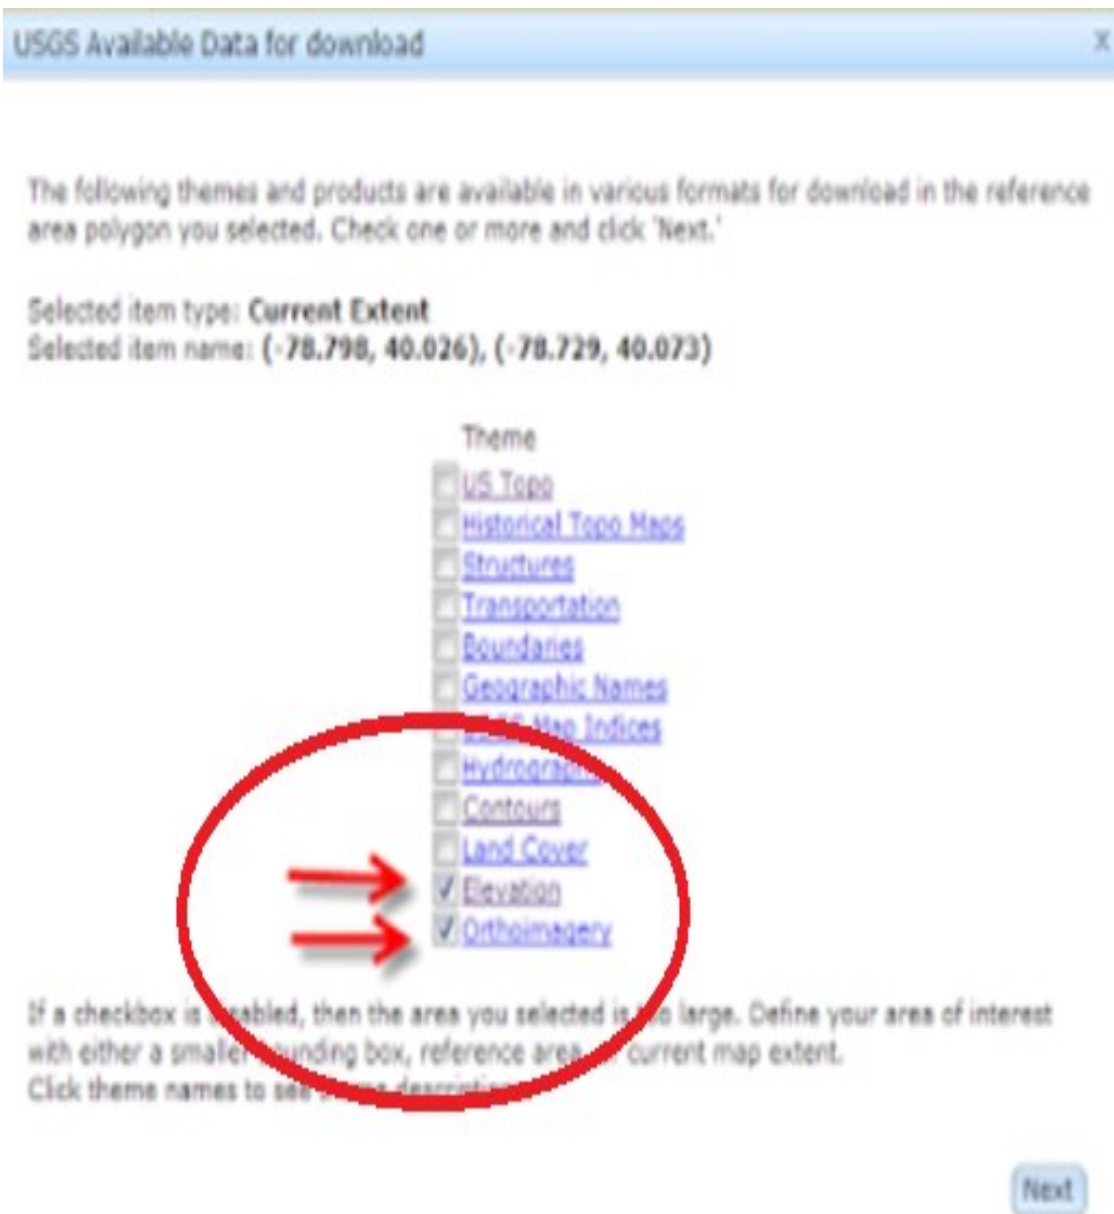 USGS Available Data for download X
The following themes and products are available in various formats for download in the reference
area polygon you selected. Check one or more and click 'Next.'
Selected item type: Current Extent
Selected item name: (-78.798, 40.026), (-78.729, 40.073)
Theme
US Topo
Historical Topo Maps
Structures
Transportation
Boundaries
Geographic Names
Map Indices
Hydrography
Contours
Land Cover
Elevation
Orthoimagery
If a checkbox is disabled, then the area you selected is too large. Define your area of interest
with either a smaller bounding box, reference area, current map extent.
Click theme names to see
Next